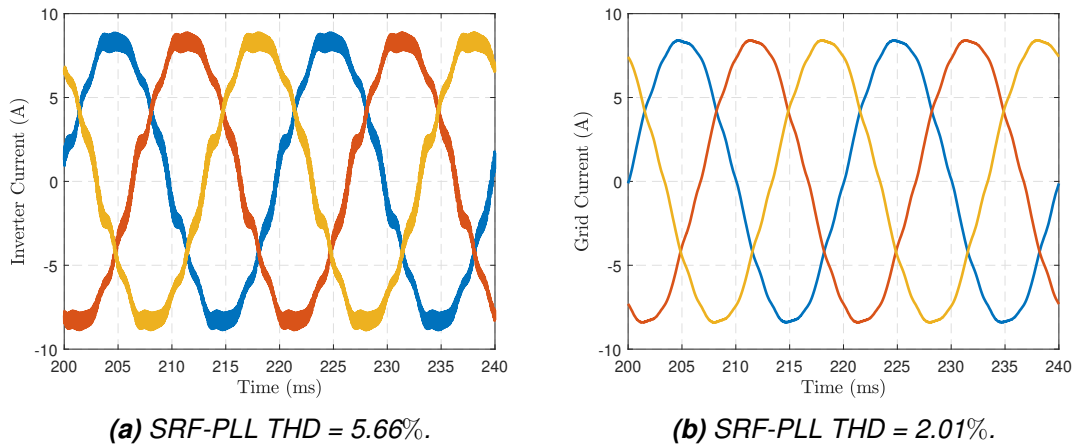 10
5
0
-5
-10
Inverter Current (A)
200 205 210 215 220 225 230 235 240
Time (ms)
(a) SRF-PLL THD = 5.66%.
10
5
0
-5
-10
Grid Current (A)
200 205 210 215 220 225 230 235 240
Time (ms)
(b) SRF-PLL THD = 2.01%.